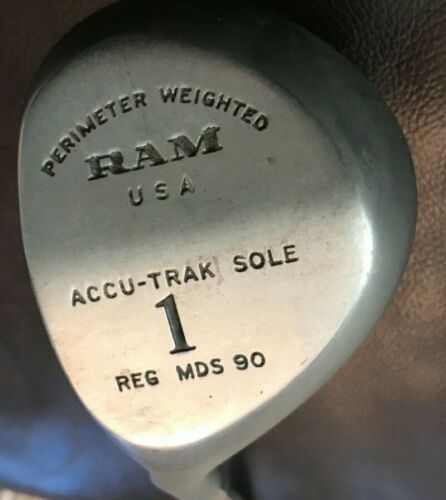 PERIMETER WEIGHTED
RAM
USA
ACCU-TRAK SOLE
1
REG MDS 90